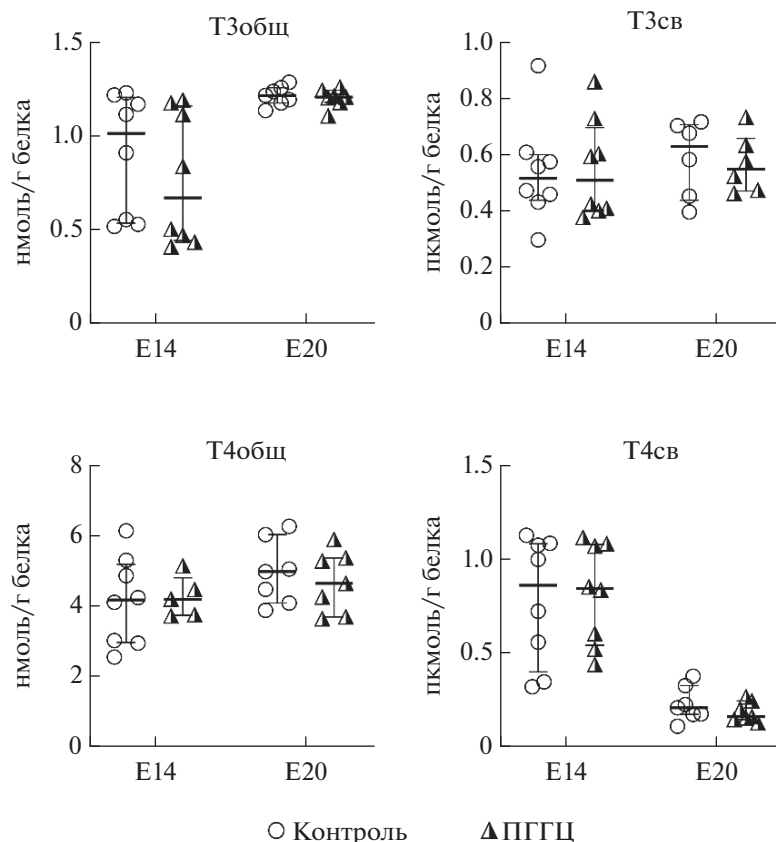 Т3общ
1.5
1.0
0.5
0
нмоль/г белка
E14
E20
Т3св
1.0
0.8
0.6
0.4
0.2
0
пкмоль/г белка
E14
E20
Т4общ
8
6
4
2
0
нмоль/г белка
E14
E20
Т4св
1.5
1.0
0.5
0
пкмоль/г белка
E14
E20
Контроль
ПГГЦ